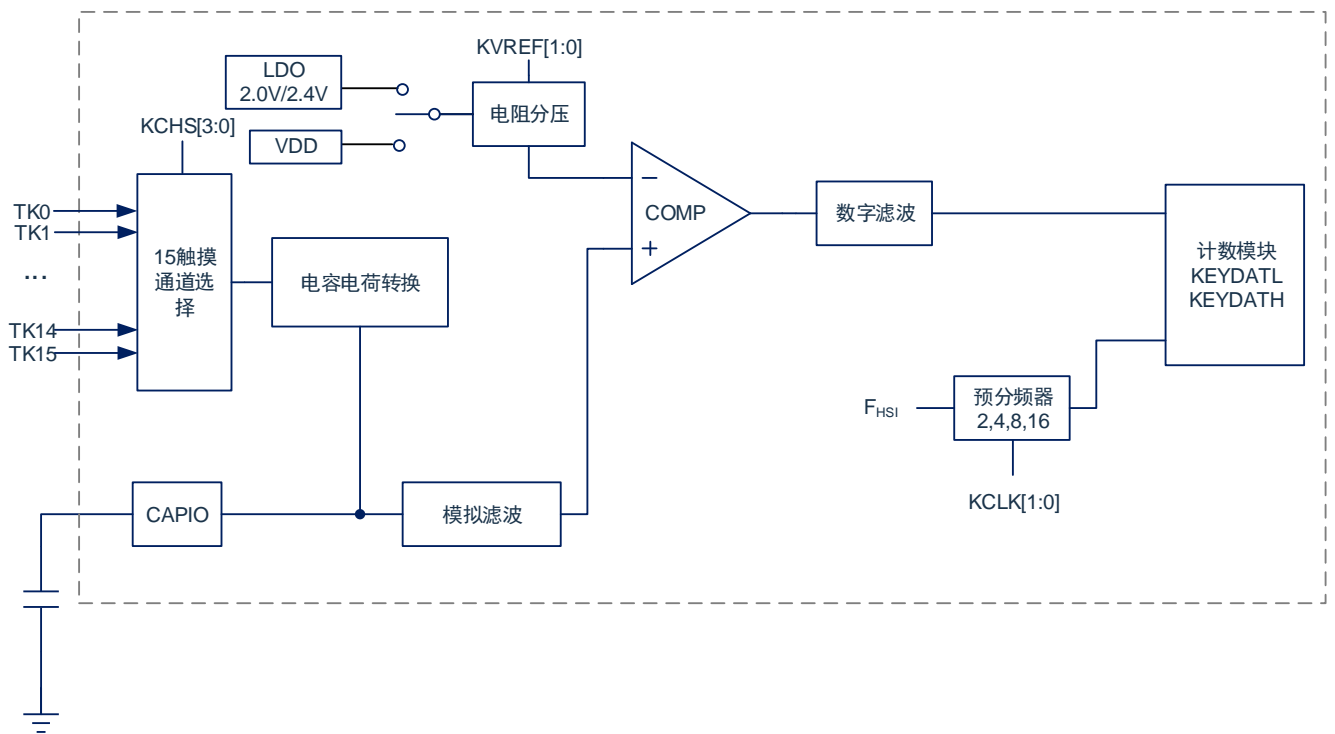 KVREF[1:0]
LDO
2.0V/2.4V
电阻分压
KCHS[3:0]
VDD
TK0
TK1
...
TK14
TK15
15触摸
通道选
择
电容电荷转换
COMP
数字滤波
计数模块
KEYDATL
KEYDATH
预分频器
2,4,8,16
FHSI
KCLK[1:0]
CAPIO
模拟滤波